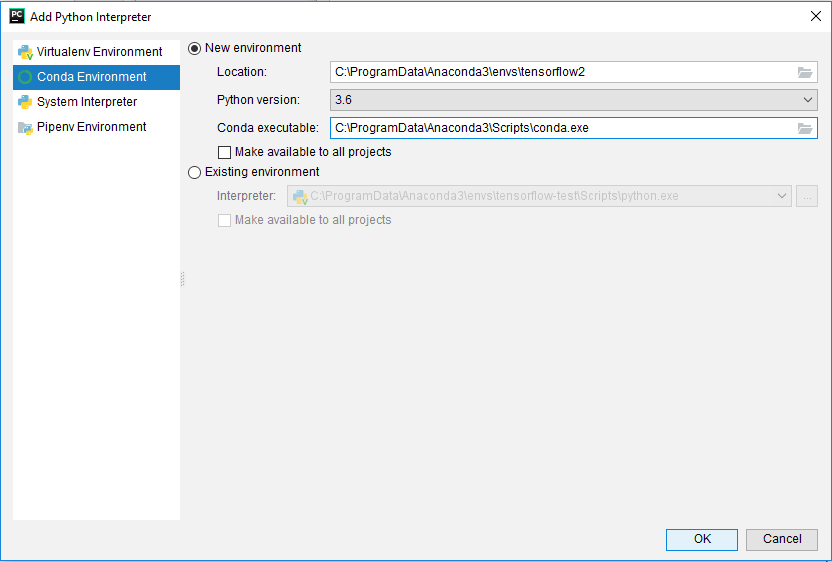 PC Add Python Interpreter
Virtualenv Environment
Conda Environment
System Interpreter
Pipenv Environment
New environment
Location: C:\ProgramData\Anaconda3\envs\tensorflow2
Python version: 3.6
Conda executable: C:\ProgramData\Anaconda3\Scripts\conda.exe
Make available to all projects
Existing environment
Interpreter: C:\ProgramData\Anaconda3\envs\tensorflow-test\Scripts\python.exe ...
Make available to all projects
OK Cancel